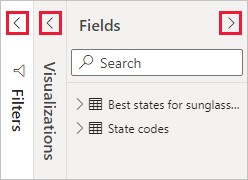 Filters
Visualizations
Fields
Search
Best states for sunglass...
State codes